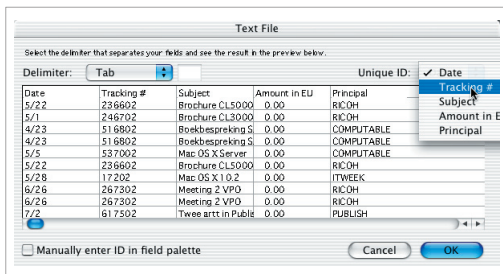 Text File
Select the delimiter that separates your fields and see the result in the preview below.
Delimiter: Tab Unique ID: ✓ Date
Tracking #
Subject
Amount in E
Principal
Date Tracking # Subject Amount in EU Principal
5/22 236602 Brochure CL5000 0.00 RICOH
5/1 246702 Brochure CL3000 0.00 RICOH
4/23 516802 Boekbespreking S 0.00 COMPUTABLE
4/23 516802 Boekbespreking S 0.00 COMPUTABLE
5/5 537002 Mac OS X Server 0.00 COMPUTABLE
5/22 236602 Brochure CL5000 0.00 RICOH
5/28 17202 Mac OS X 10.2 0.00 ITWEEK
6/26 267302 Meeting 2 VPO 0.00 RICOH
6/26 267302 Meeting 2 VPO 0.00 RICOH
7/2 617502 Twee artt in Publis 0.00 PUBLISH
Manually enter ID in field palette Cancel OK